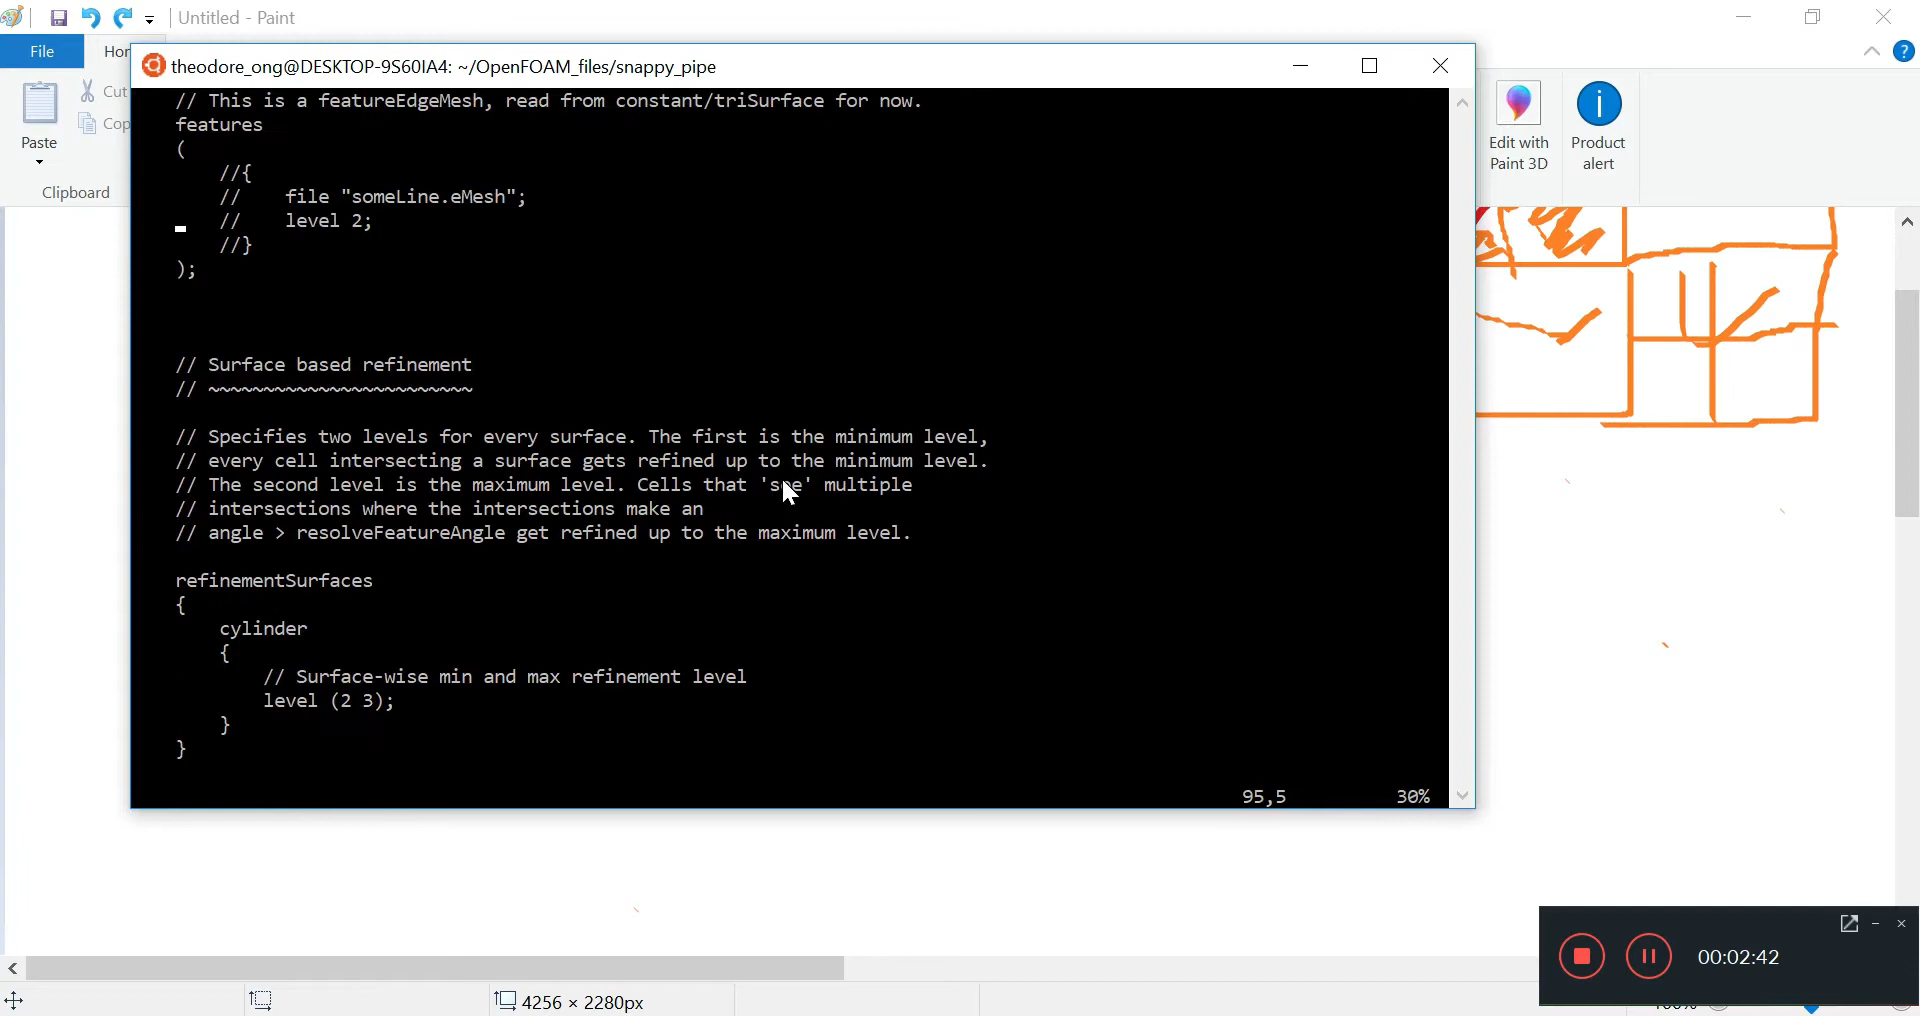 Untitled - Paint
File
Hor
theodore_ong@DESKTOP-9S60IA4: ~/OpenFOAM_files/snappy_pipe
Cut
Cop
Paste
Clipboard
Edit with
Paint 3D
Product
alert
// This is a featureEdgeMesh, read from constant/triSurface for now.
features
(
//{
//    file "someLine.eMesh";
//    level 2;
//}
);
// Surface based refinement
// ~~~~~~~~~~~~~~~~~~~~~~~~
// Specifies two levels for every surface. The first is the minimum level,
// every cell intersecting a surface gets refined up to the minimum level.
// The second level is the maximum level. Cells that 'see' multiple
// intersections where the intersections make an
// angle > resolveFeatureAngle get refined up to the maximum level.
refinementSurfaces
{
cylinder
{
// Surface-wise min and max refinement level
level (2 3);
}
}
95,5    30%
00:02:42
4256 × 2280px